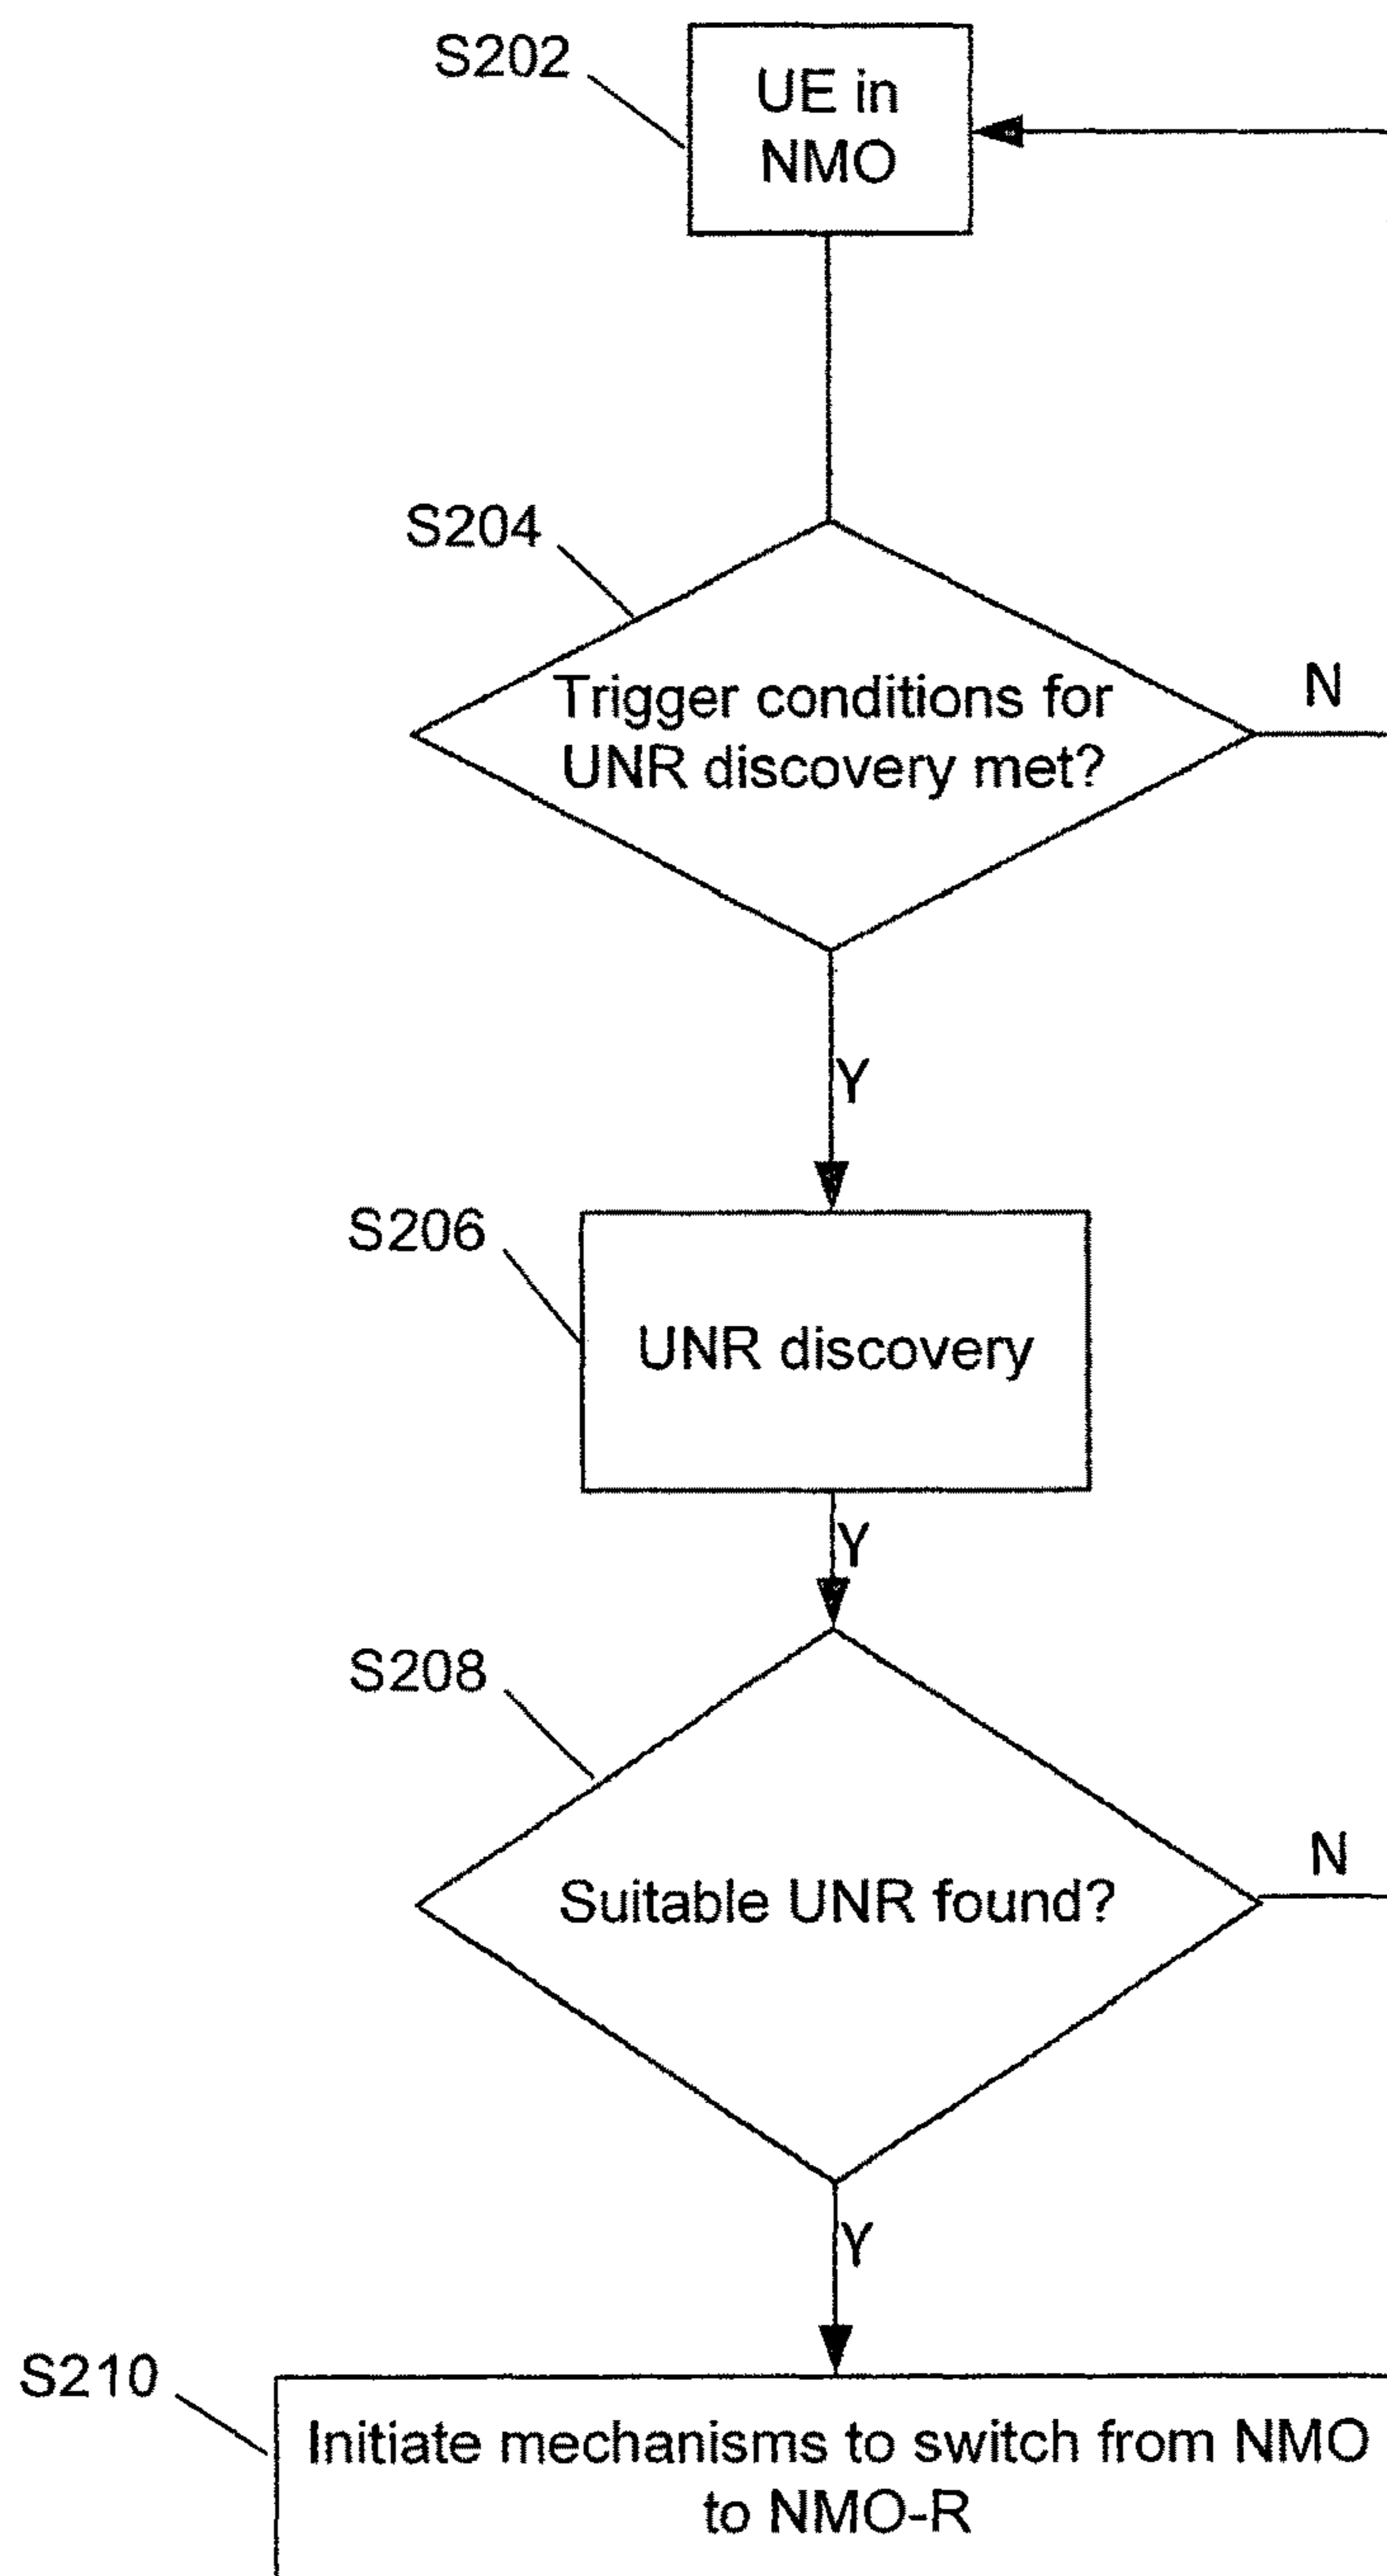 S202
UE in
NMO
S204
Trigger conditions for
UNR discovery met?
N
Y
S206
UNR discovery
Y
S208
Suitable UNR found?
N
Y
S210
Initiate mechanisms to switch from NMO
to NMO-R